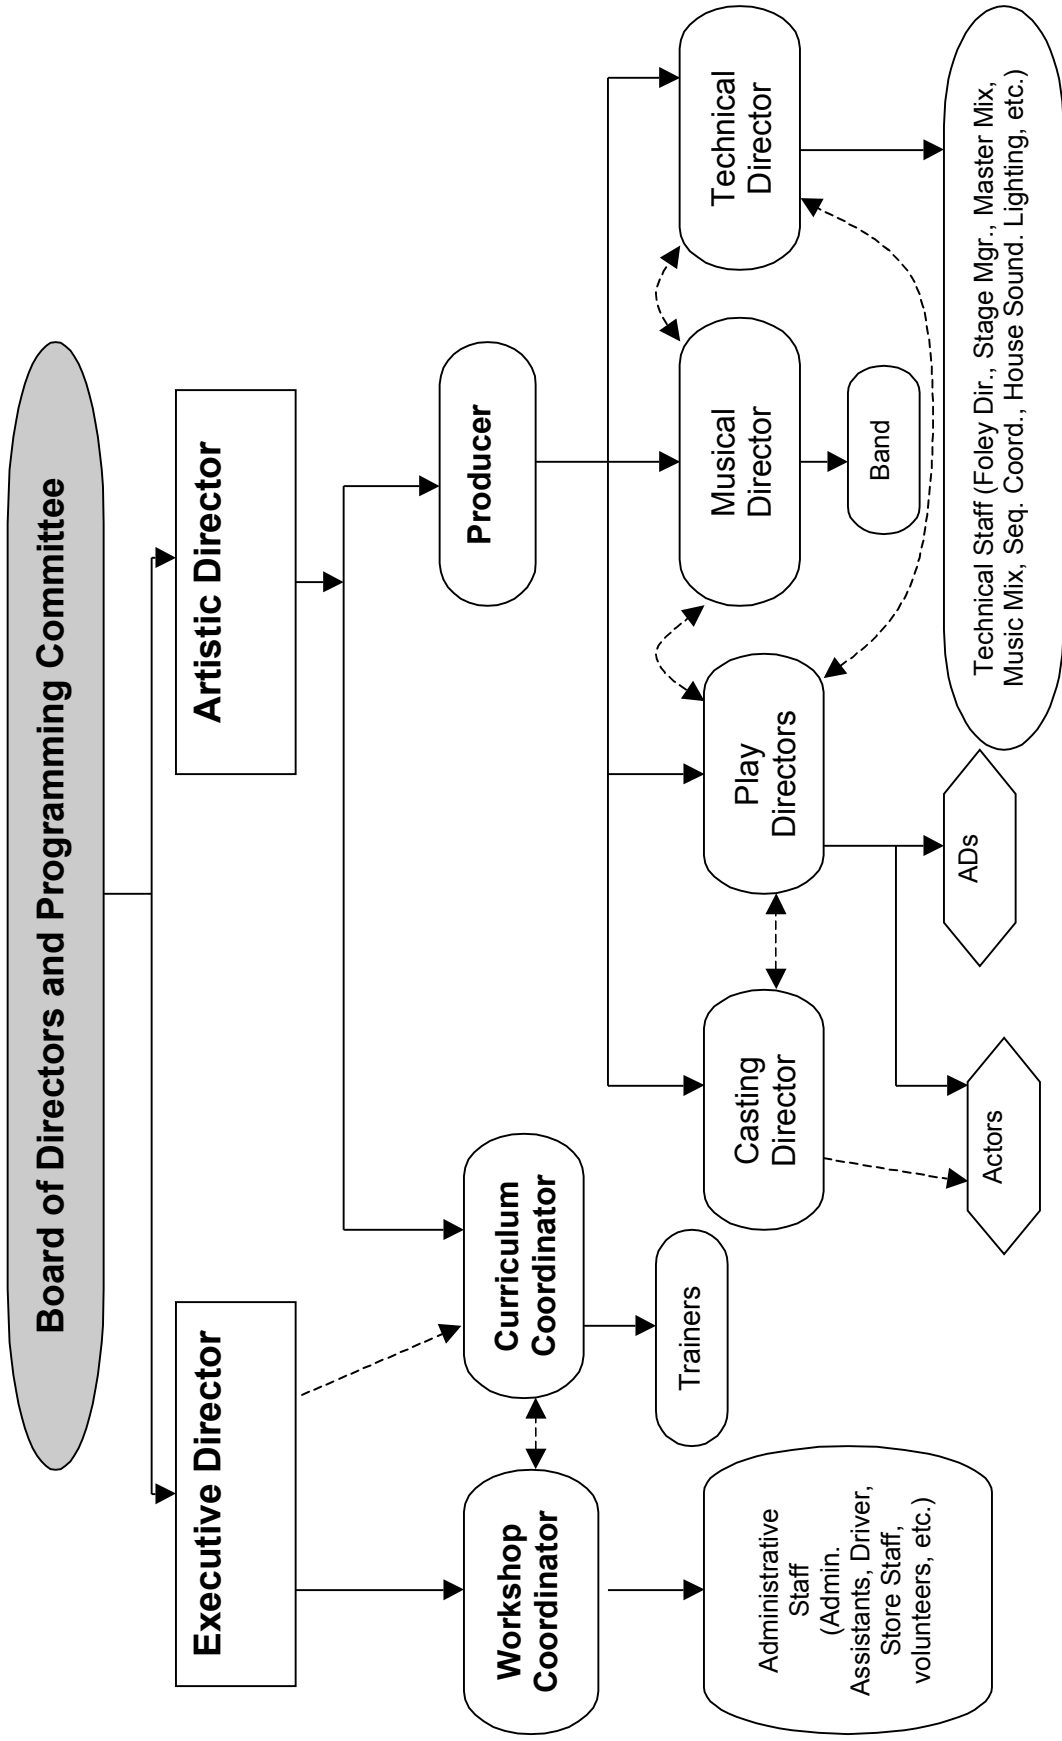 Board of Directors and Programming Committee
Executive Director
Artistic Director
Workshop
Coordinator
Curriculum
Coordinator
Producer
Administrative
Staff
(Admin.
Assistants, Driver,
Store Staff,
volunteers, etc.)
Trainers
Casting
Director
Play
Directors
Musical
Director
Technical
Director
Band
Actors
ADs
Technical Staff (Foley Dir., Stage Mgr., Master Mix,
Music Mix, Seq. Coord., House Sound. Lighting, etc.)